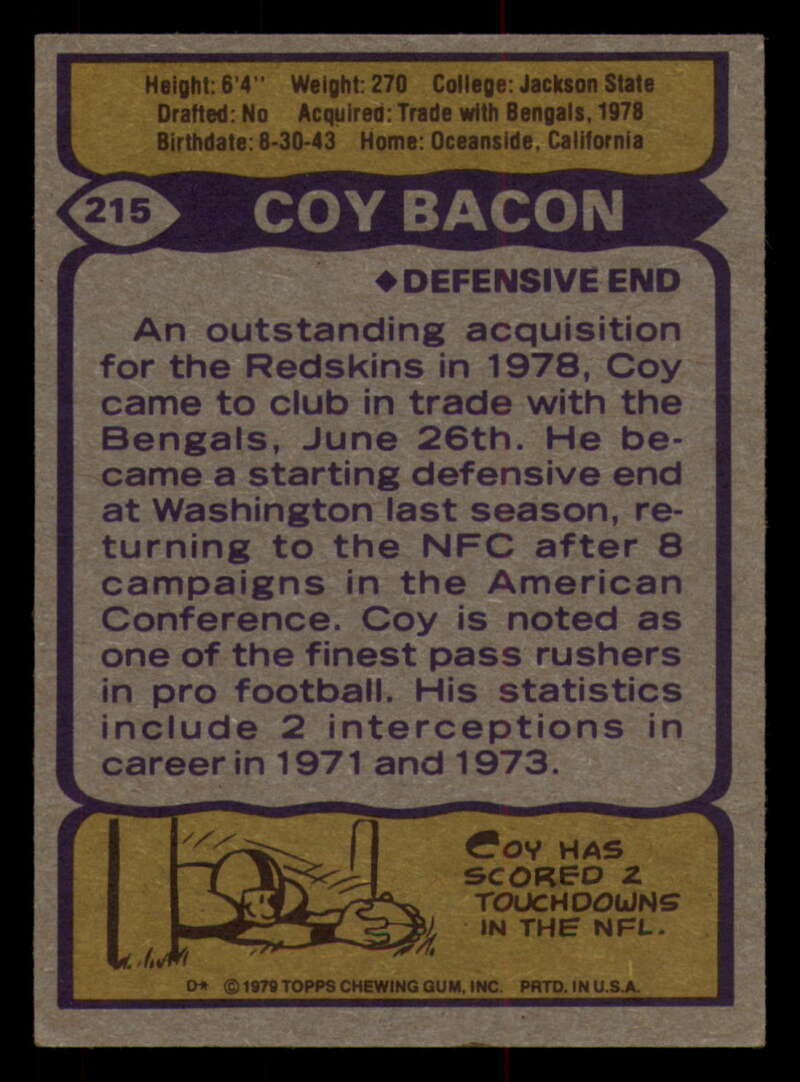 Height: 6'4" Weight: 270 College: Jackson State
Drafted: No Acquired: Trade with Bengals, 1978
Birthdate: 8-30-43 Home: Oceanside, California
215 COY BACON
◆DEFENSIVE END
An outstanding acquisition
for the Redskins in 1978, Coy
came to club in trade with the
Bengals, June 26th. He be-
came a starting defensive end
at Washington last season, re-
turning to the NFC after 8
campaigns in the American
Conference. Coy is noted as
one of the finest pass rushers
in pro football. His statistics
include 2 interceptions in
career in 1971 and 1973.
COY HAS
SCORED 2
TOUCHDOWNS
IN THE NFL.
D* © 1979 TOPPS CHEWING GUM, INC. PRTD. IN U.S.A.